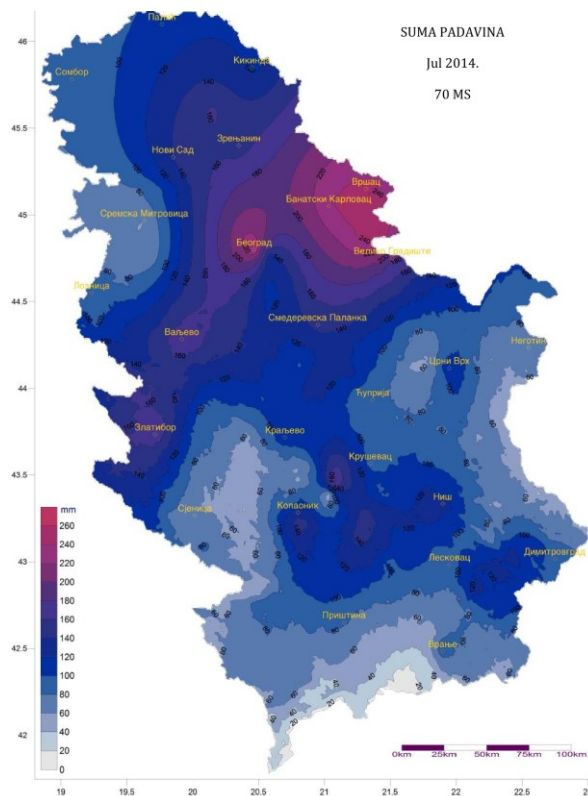 SUMA PADAVINA
Jul 2014.
70 MS
Палић
Сомбор
Кикинда
Зрењанин
Нови Сад
Вршац
Банатски Карловац
Сремска Митровица
Београд
Велико Градиште
Лозница
Смедеревска Паланка
Ваљево
Неготин
Црни Врх
Ћуприја
Златибор
Краљево
Крушевац
Копаоник
Ниш
Сјеница
Лесковац
Димитровград
Приштина
Врање
mm
260
240
220
200
180
160
140
120
100
80
60
40
20
0
46
45.5
45
44.5
44
43.5
43
42.5
42
0km 25km 50km 75km 100km
19 19.5 20 20.5 21 21.5 22 22.5